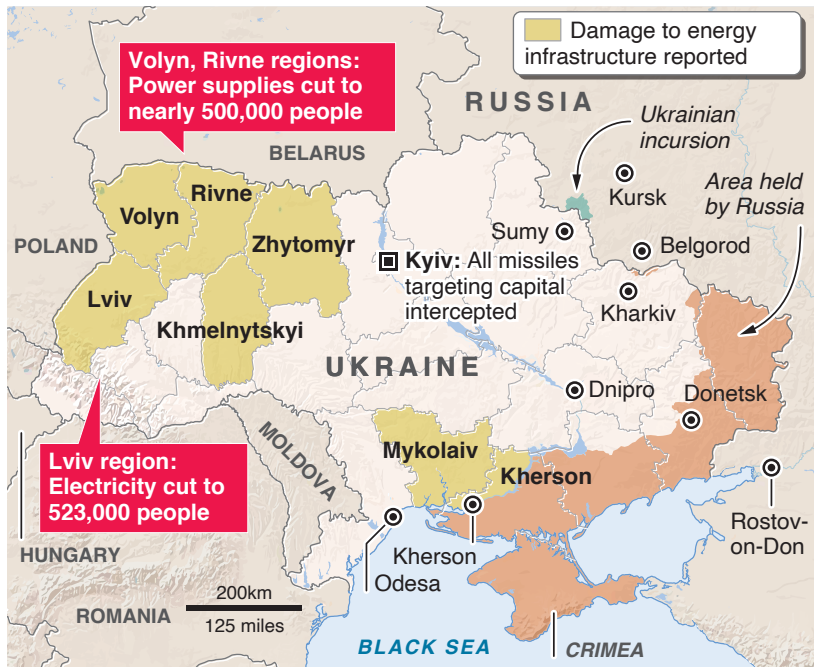 Damage to energy
infrastructure reported
Volyn, Rivne regions:
Power supplies cut to
nearly 500,000 people
RUSSIA
Ukrainian
incursion
BELARUS
Kursk
Area held
by Russia
Rivne
Volyn
Sumy
Zhytomyr
Belgorod
POLAND
Kyiv: All missiles
targeting capital
intercepted
Lviv
Kharkiv
Khmelnytskyi
UKRAINE
Dnipro
Donetsk
MOLDOVA
Mykolaiv
Lviv region:
Electricity cut to
523,000 people
Kherson
Rostov-
on-Don
HUNGARY
Kherson
Odesa
200km
125 miles
ROMANIA
BLACK SEA
CRIMEA